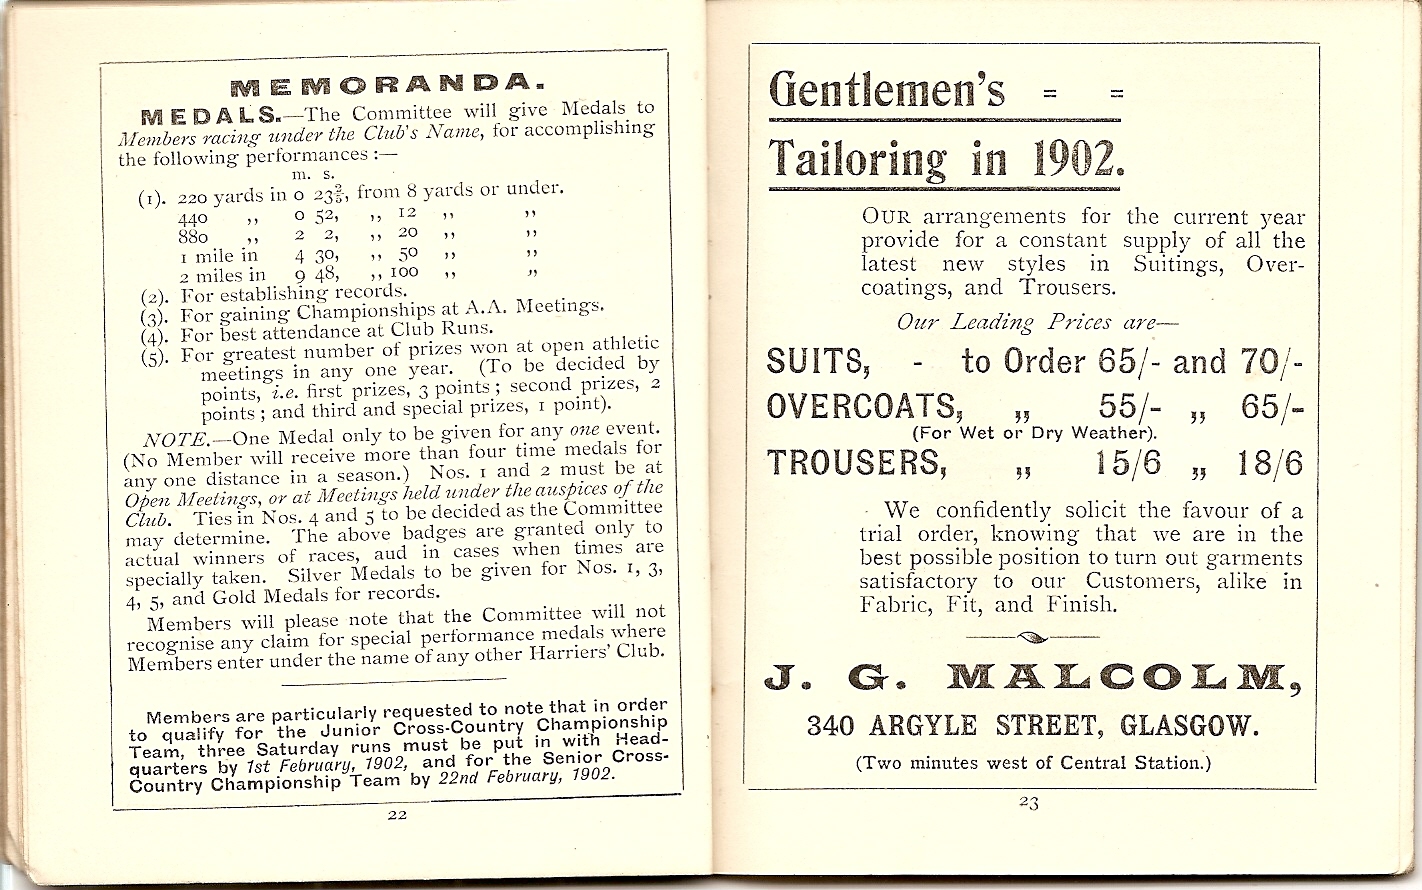 MEMORANDA.
MEDALS.—The Committee will give Medals to
Members racing under the Club's Name, for accomplishing
the following performances :—
m. s.
(1). 220 yards in 0 23⅖, from 8 yards or under.
440 ,, 0 52, ,, 12 ,, ,,
880 ,, 2 2, ,, 20 ,, ,,
1 mile in 4 30, ,, 50 ,, ,,
2 miles in 9 48, ,, 100 ,, ,,
(2). For establishing records.
(3). For gaining Championships at A.A. Meetings.
(4). For best attendance at Club Runs.
(5). For greatest number of prizes won at open athletic
meetings in any one year. (To be decided by
points, i.e. first prizes, 3 points ; second prizes, 2
points ; and third and special prizes, 1 point).
NOTE.—One Medal only to be given for any one event.
(No Member will receive more than four time medals for
any one distance in a season.) Nos. 1 and 2 must be at
Open Meetings, or at Meetings held under the auspices of the
Club. Ties in Nos. 4 and 5 to be decided as the Committee
may determine. The above badges are granted only to
actual winners of races, aud in cases when times are
specially taken. Silver Medals to be given for Nos. 1, 3,
4, 5, and Gold Medals for records.
Members will please note that the Committee will not
recognise any claim for special performance medals where
Members enter under the name of any other Harriers' Club.
Members are particularly requested to note that in order
to qualify for the Junior Cross-Country Championship
Team, three Saturday runs must be put in with Head-
quarters by 1st February, 1902, and for the Senior Cross-
Country Championship Team by 22nd February, 1902.
22
Gentlemen's = =
Tailoring in 1902.
OUR arrangements for the current year
provide for a constant supply of all the
latest new styles in Suitings, Over-
coatings, and Trousers.
Our Leading Prices are—
SUITS, - to Order 65/- and 70/-
OVERCOATS, ,, 55/- ,, 65/-
(For Wet or Dry Weather).
TROUSERS, ,, 15/6 ,, 18/6
We confidently solicit the favour of a
trial order, knowing that we are in the
best possible position to turn out garments
satisfactory to our Customers, alike in
Fabric, Fit, and Finish.
J. G. MALCOLM,
340 ARGYLE STREET, GLASGOW.
(Two minutes west of Central Station.)
23